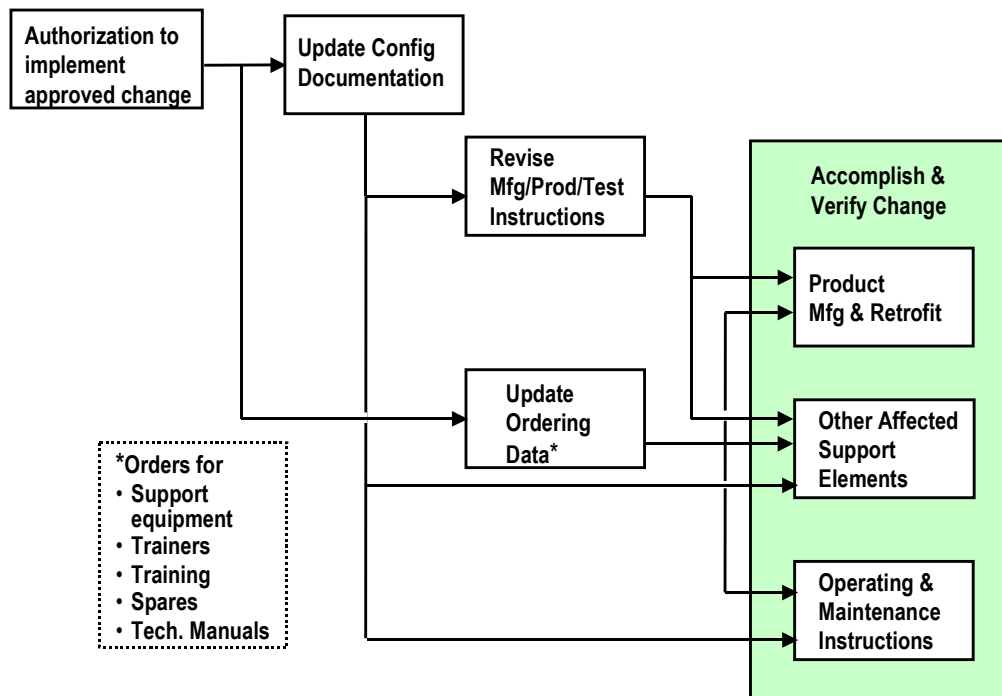 Authorization to
implement
approved change
Update Config
Documentation
Revise
Mfg/Prod/Test
Instructions
Accomplish &
Verify Change
Product
Mfg & Retrofit
Update
Ordering
Data*
Other Affected
Support
Elements
*Orders for
• Support
equipment
• Trainers
• Training
• Spares
• Tech. Manuals
Operating &
Maintenance
Instructions